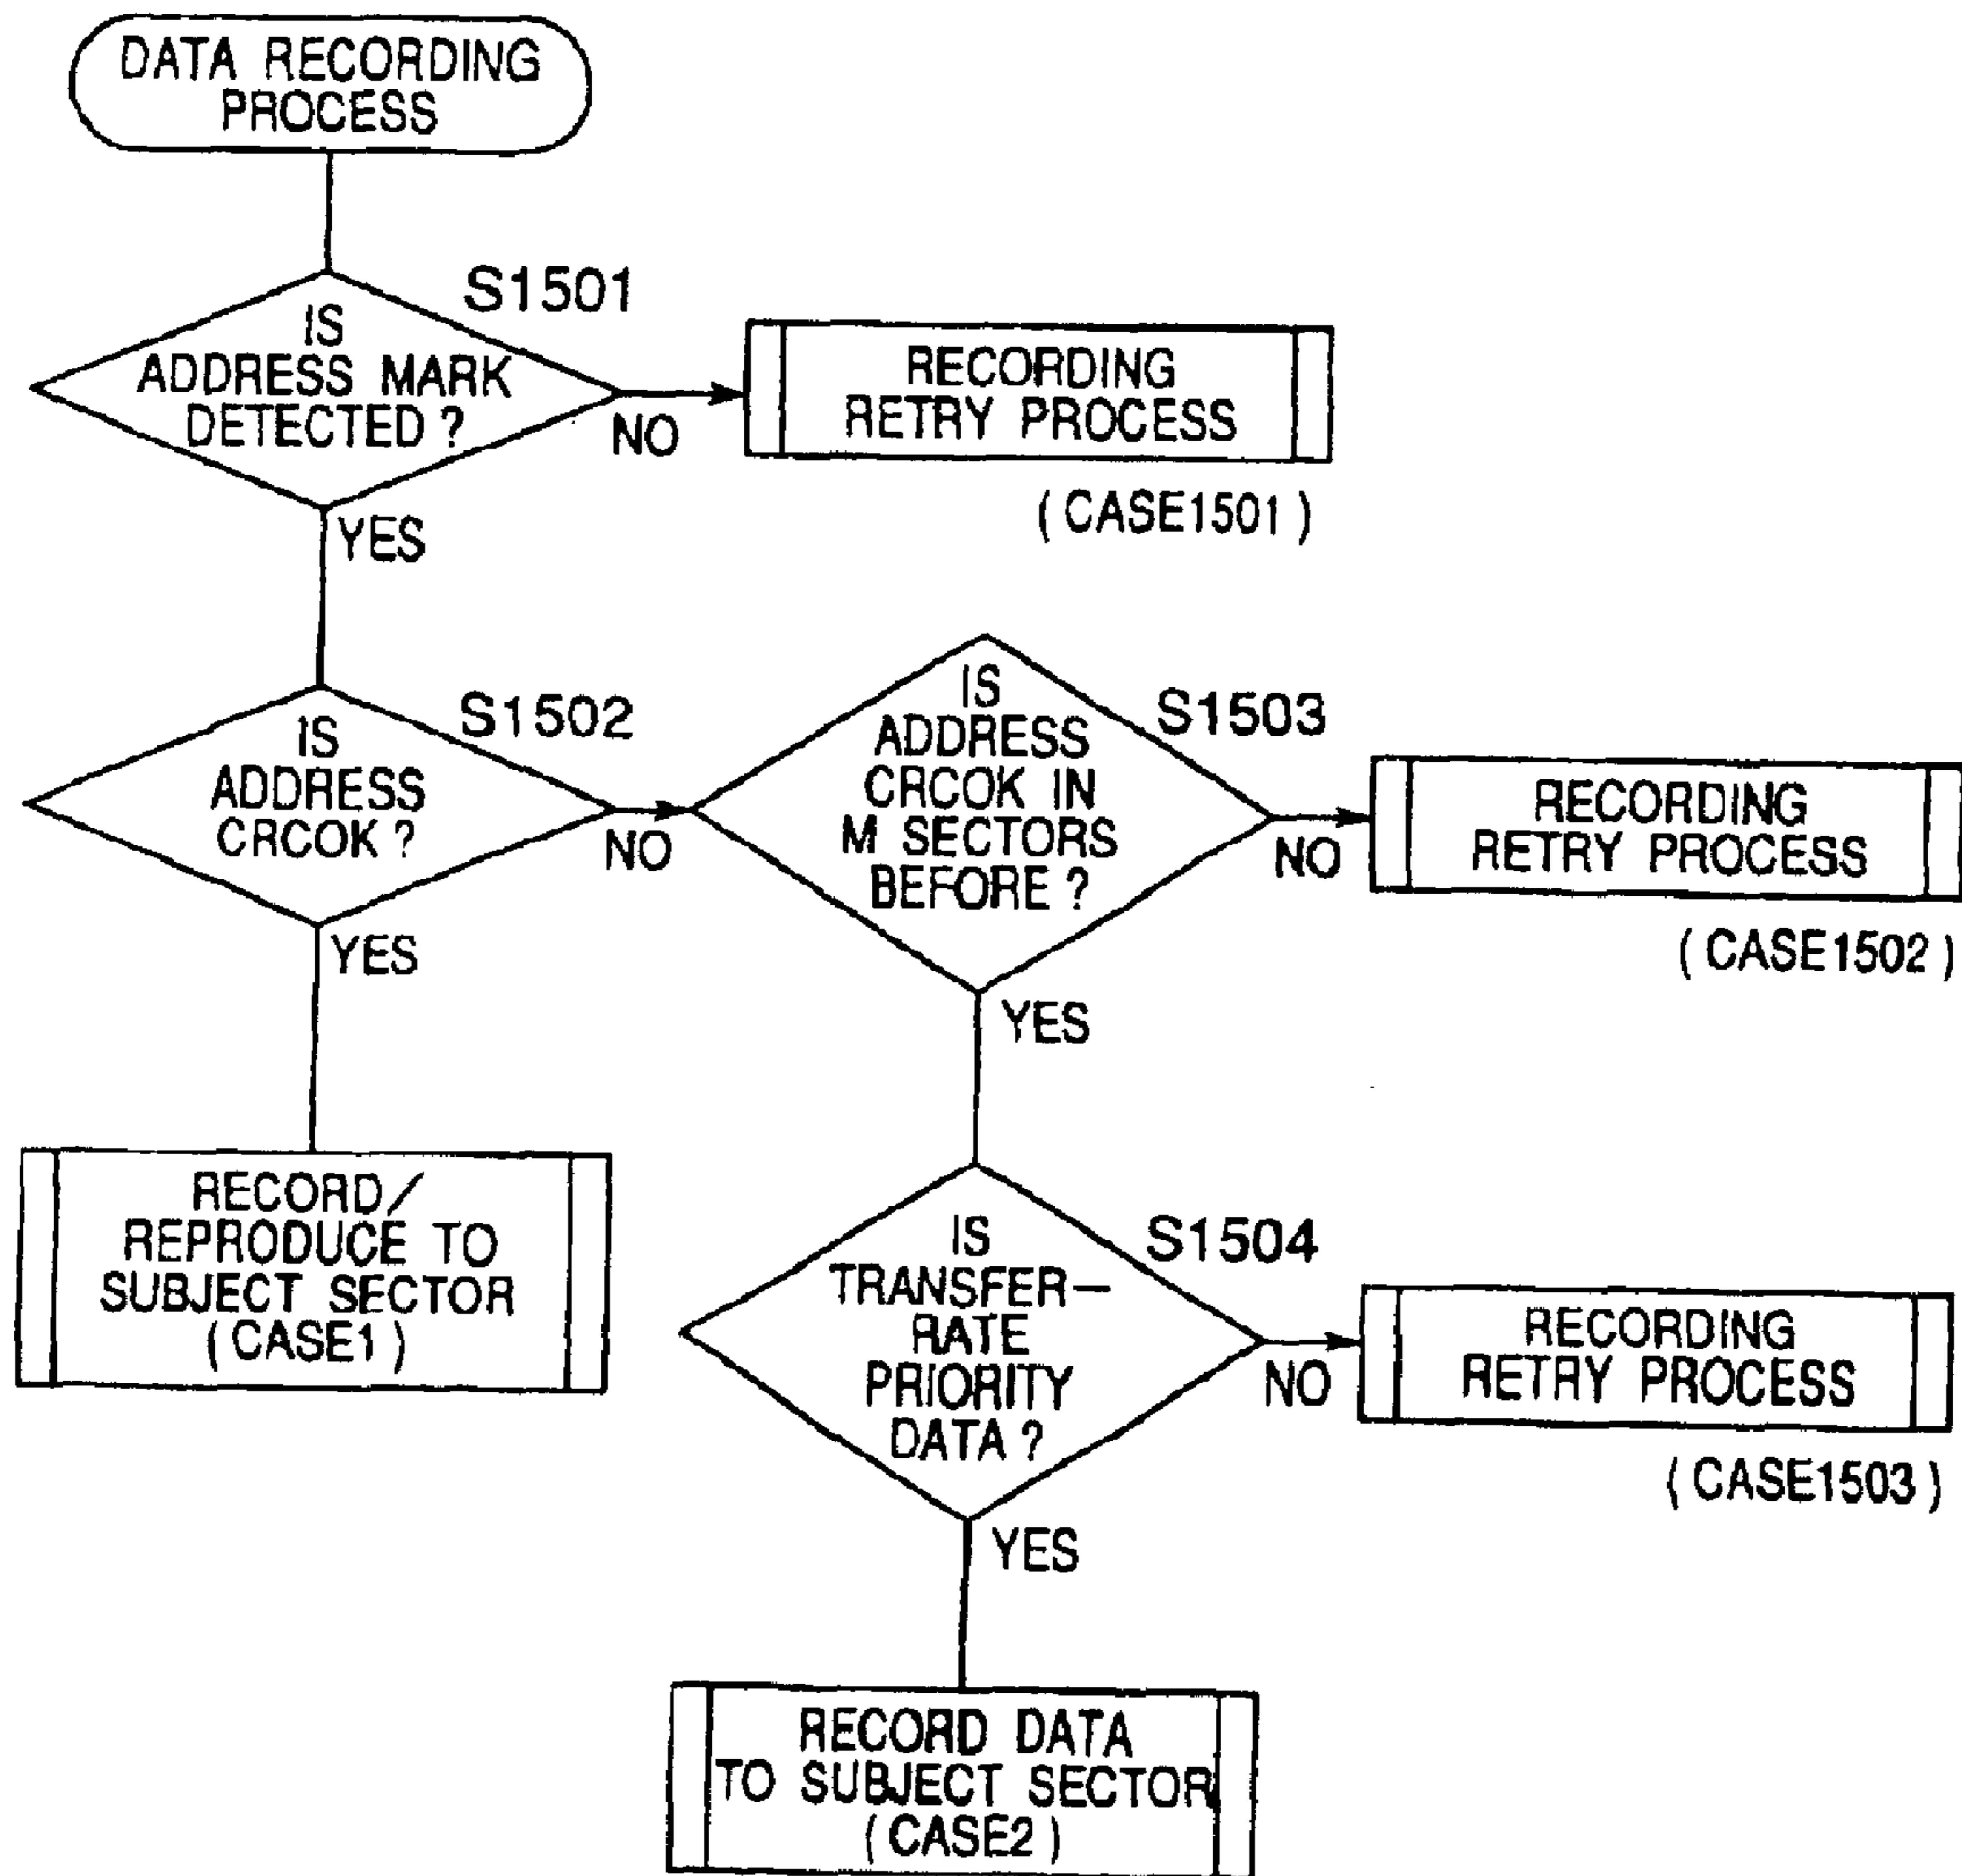 DATA RECORDING
PROCESS
S1501
IS
ADDRESS MARK
DETECTED ?
NO
YES
RECORDING
RETRY PROCESS
( CASE1501 )
S1502
IS
ADDRESS
CRCOK ?
NO
YES
S1503
IS
ADDRESS
CRCOK IN
M SECTORS
BEFORE ?
NO
YES
RECORDING
RETRY PROCESS
( CASE1502 )
RECORD/
REPRODUCE TO
SUBJECT SECTOR
( CASE1 )
S1504
IS
TRANSFER-
RATE
PRIORITY
DATA ?
NO
YES
RECORDING
RETRY PROCESS
( CASE1503 )
RECORD DATA
TO SUBJECT SECTOR
( CASE2 )